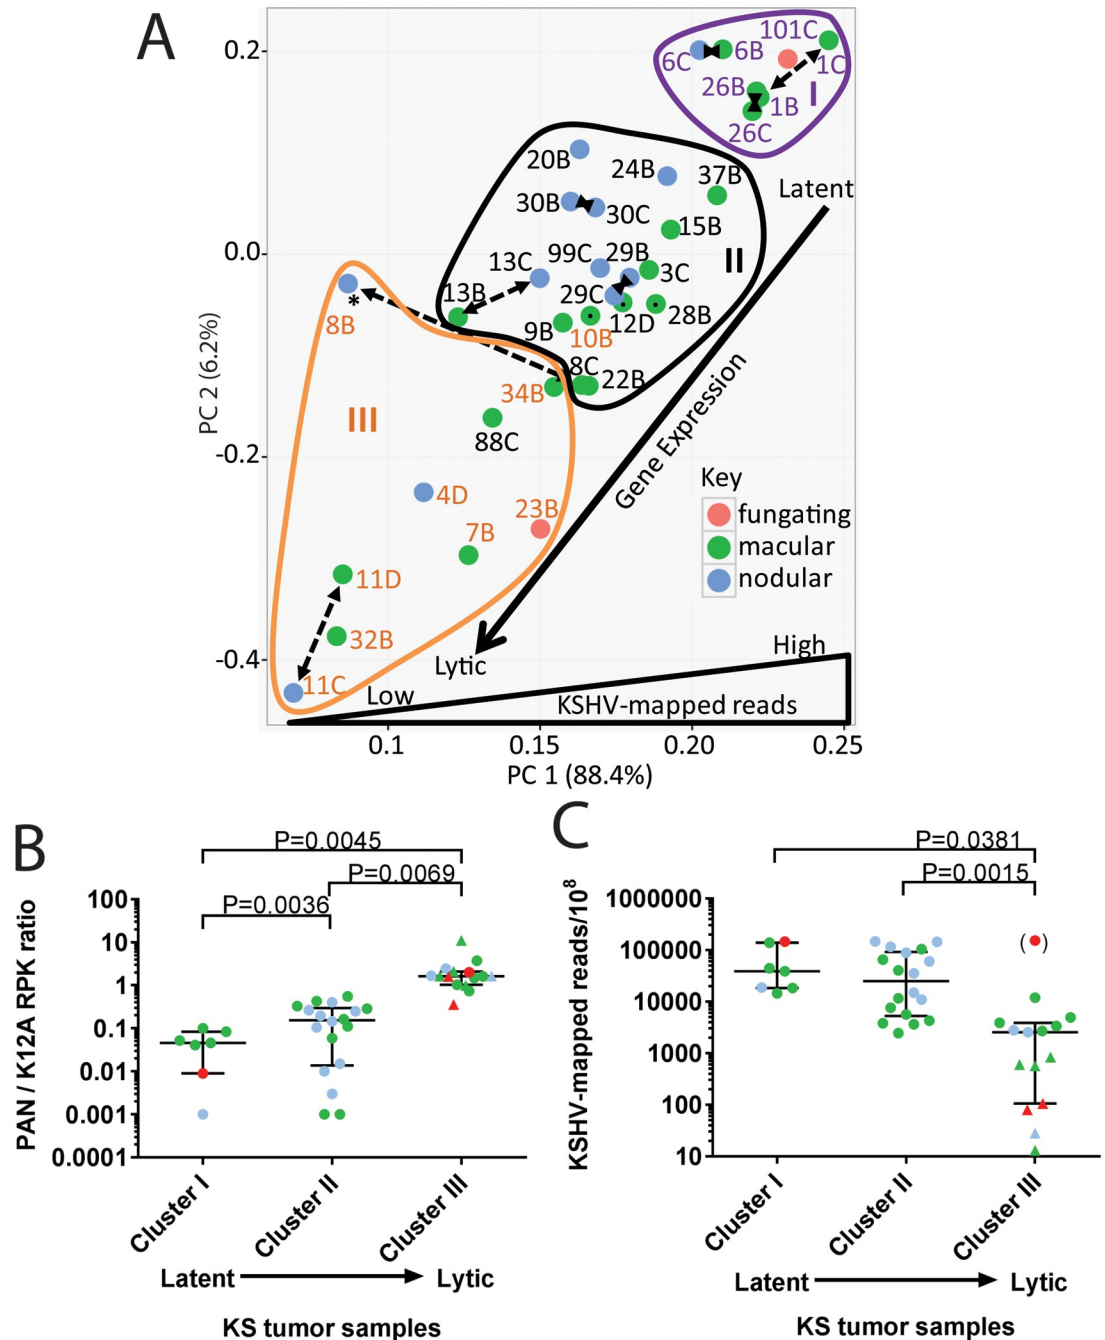 A
0.2
0.0
-0.2
-0.4
PC 2 (6.2%)
101C
6C
6B
1C
26B
I
1B
26C
20B
24B
37B
Latent
30B
30C
15B
99C
29B
13C
II
3C
13B
29C
28B
*
12D
8B
9B
10B
8C
22B
34B
III
88C
Gene Expression
4D
23B
7B
11D
32B
11C
Key
fungating
macular
nodular
Lytic
High
Low
KSHV-mapped reads
0.1
0.15
0.20
0.25
PC 1 (88.4%)
B
P=0.0045
P=0.0069
P=0.0036
100
10
1
0.1
0.01
0.001
0.0001
PAN / K12A RPK ratio
Cluster I
Cluster II
Cluster III
Latent
Lytic
KS tumor samples
C
P=0.0381
P=0.0015
1000000
100000
10000
1000
100
10
KSHV-mapped reads/10⁸
( )
Cluster I
Cluster II
Cluster III
Latent
Lytic
KS tumor samples